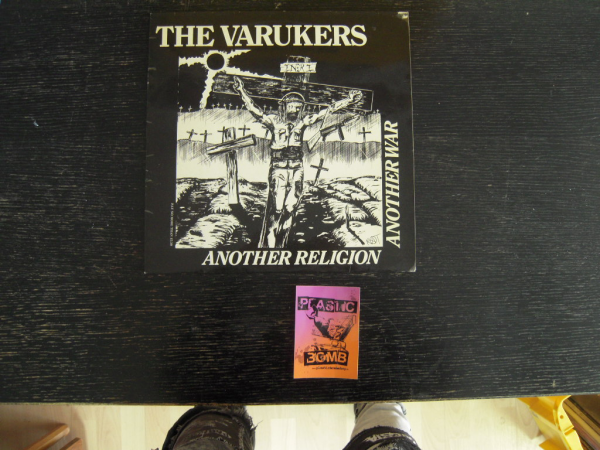 THE VARUKERS
INRI
ANOTHER WAR
ANOTHER RELIGION
PLASTIC
BOMB